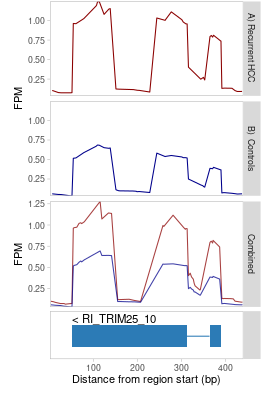 1.00
0.75
0.50
0.25
A) Recurrent HCC
FPM
1.00
0.75
0.50
0.25
B) Controls
1.25
1.00
0.75
0.50
0.25
FPM
Combined
< RI_TRIM25_10
100
200
300
400
Distance from region start (bp)